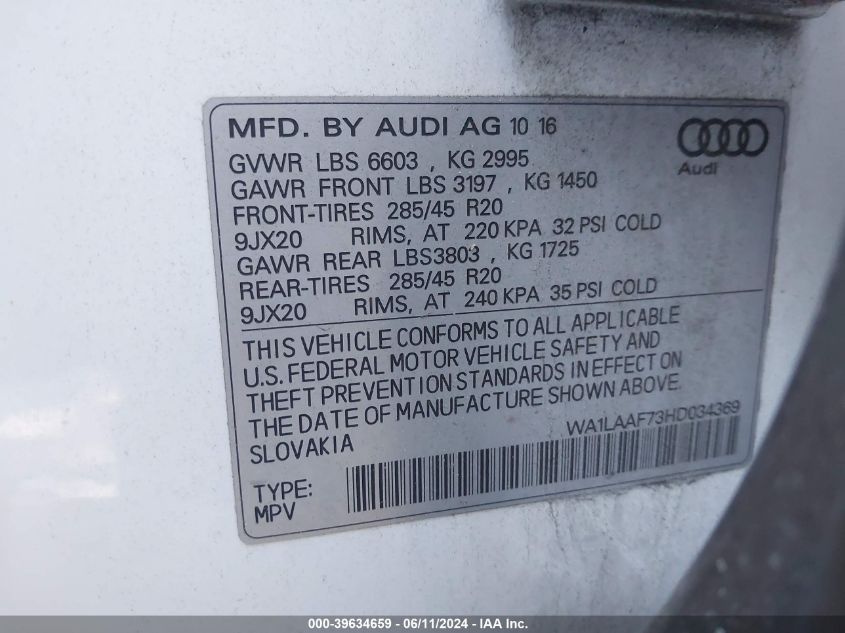 MFD. BY AUDI AG 10 16
Audi
GVWR LBS 6603 , KG 2995
GAWR FRONT LBS 3197 , KG 1450
FRONT-TIRES 285/45 R20
9JX20 RIMS, AT 220 KPA 32 PSI COLD
GAWR REAR LBS3803 , KG 1725
REAR-TIRES 285/45 R20
9JX20 RIMS, AT 240 KPA 35 PSI COLD
THIS VEHICLE CONFORMS TO ALL APPLICABLE
U.S. FEDERAL MOTOR VEHICLE SAFETY AND
THEFT PREVENTION STANDARDS IN EFFECT ON
THE DATE OF MANUFACTURE SHOWN ABOVE.
SLOVAKIA
WA1LAAF73HD034369
TYPE:
MPV
000-39634659 - 06/11/2024 - IAA Inc.